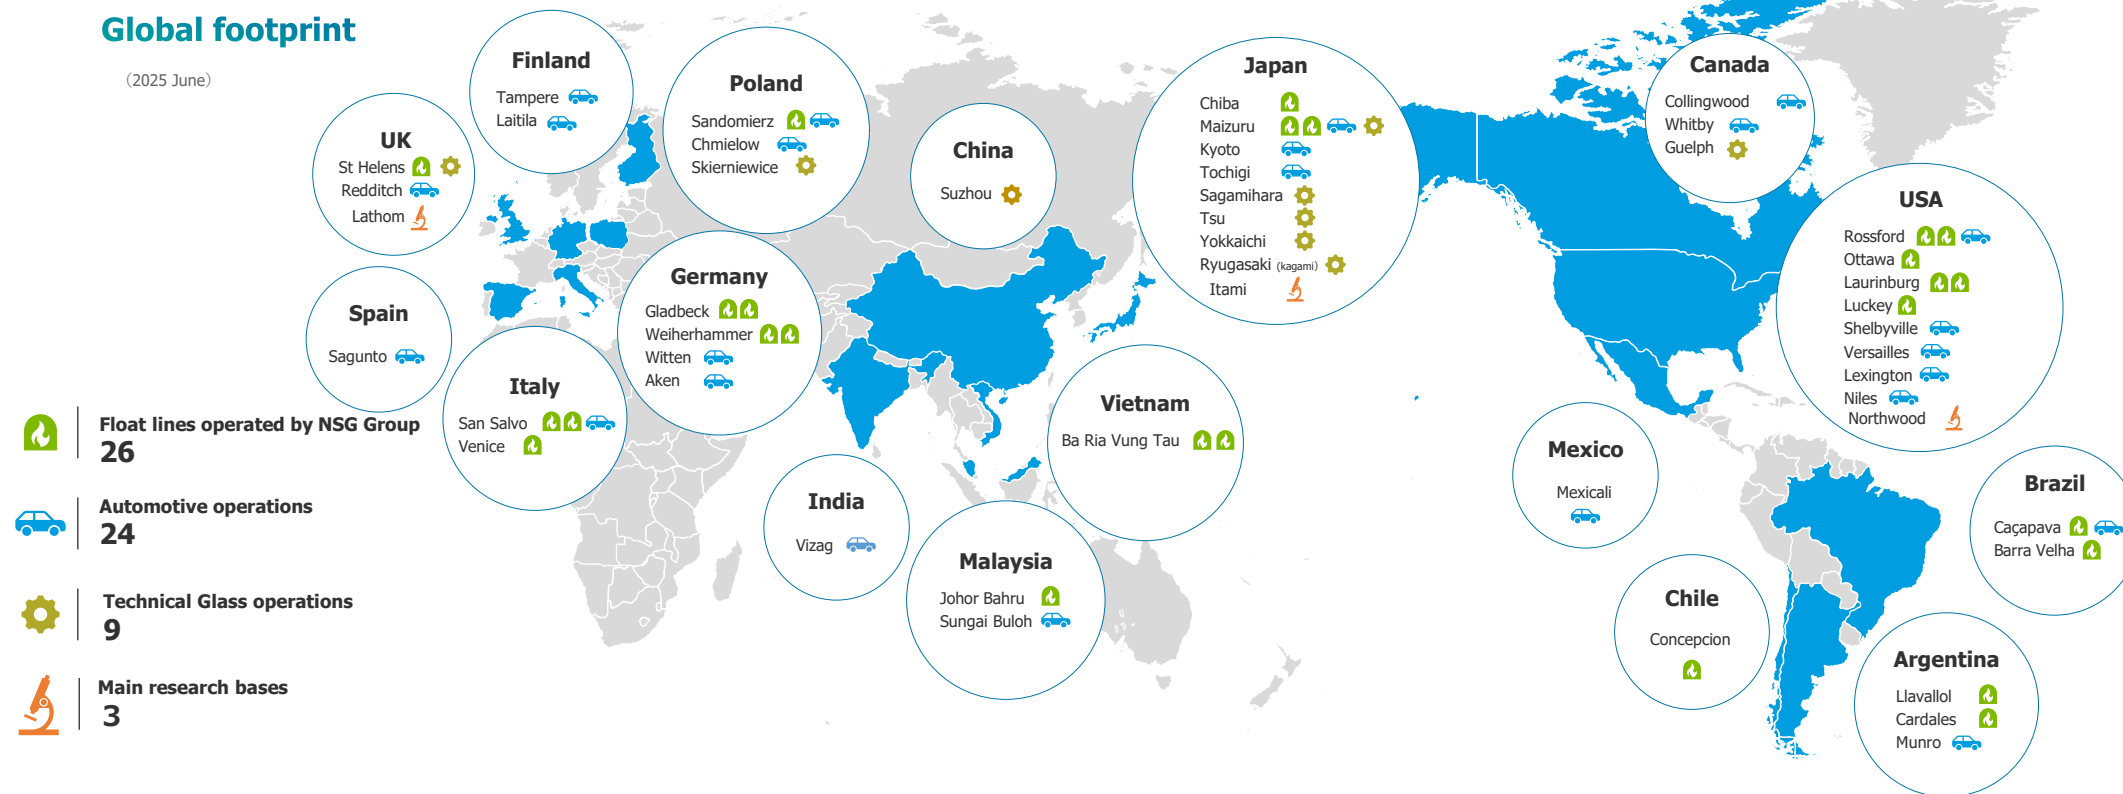 Global footprint
（2025 June）
Finland
Tampere
Laitila
Poland
Sandomierz
Chmielow
Skierniewice
UK
St Helens
Redditch
Lathom
China
Suzhou
Japan
Chiba
Maizuru
Kyoto
Tochigi
Sagamihara
Tsu
Yokkaichi
Ryugasaki (kagami)
Itami
Canada
Collingwood
Whitby
Guelph
USA
Rossford
Ottawa
Laurinburg
Luckey
Shelbyville
Versailles
Lexington
Niles
Northwood
Spain
Sagunto
Germany
Gladbeck
Weiherhammer
Witten
Aken
Italy
San Salvo
Venice
Vietnam
Ba Ria Vung Tau
India
Vizag
Malaysia
Johor Bahru
Sungai Buloh
Mexico
Mexicali
Brazil
Caçapava
Barra Velha
Chile
Concepcion
Argentina
Llavallol
Cardales
Munro
Float lines operated by NSG Group
26
Automotive operations
24
Technical Glass operations
9
Main research bases
3